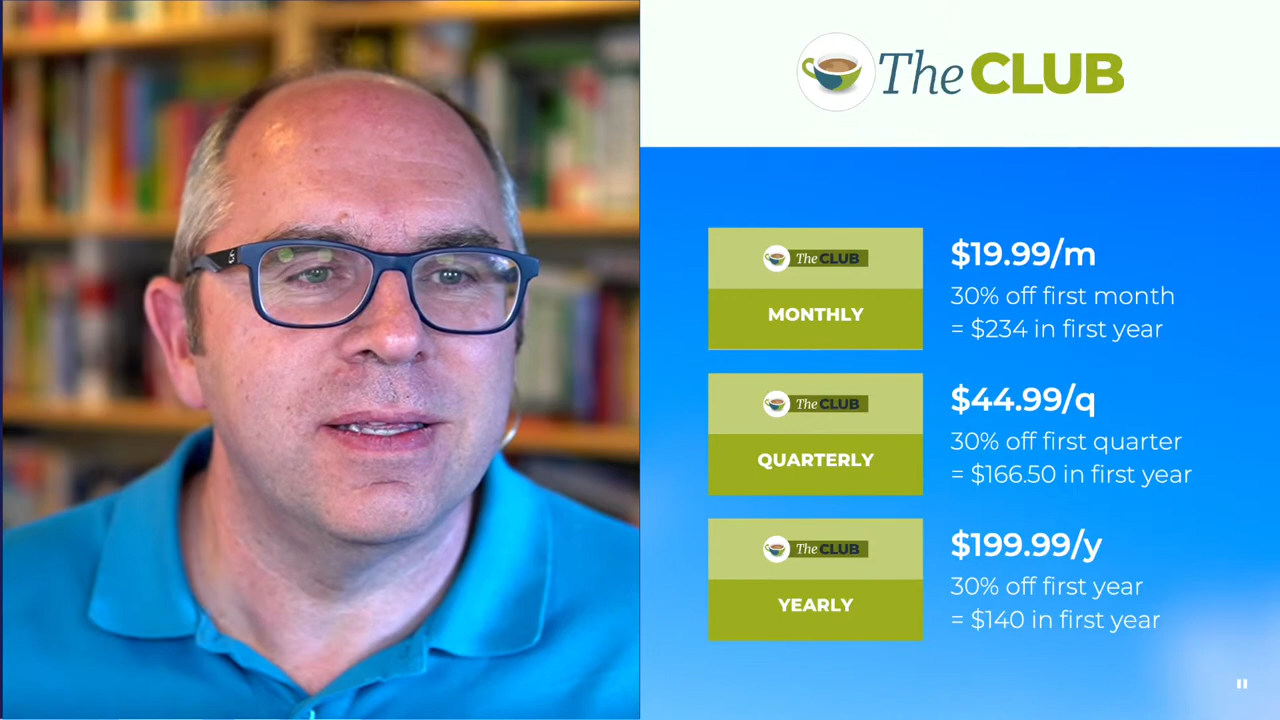 The CLUB
The CLUB
MONTHLY
$19.99/m
30% off first month
= $234 in first year
The CLUB
QUARTERLY
$44.99/q
30% off first quarter
= $166.50 in first year
The CLUB
YEARLY
$199.99/y
30% off first year
= $140 in first year